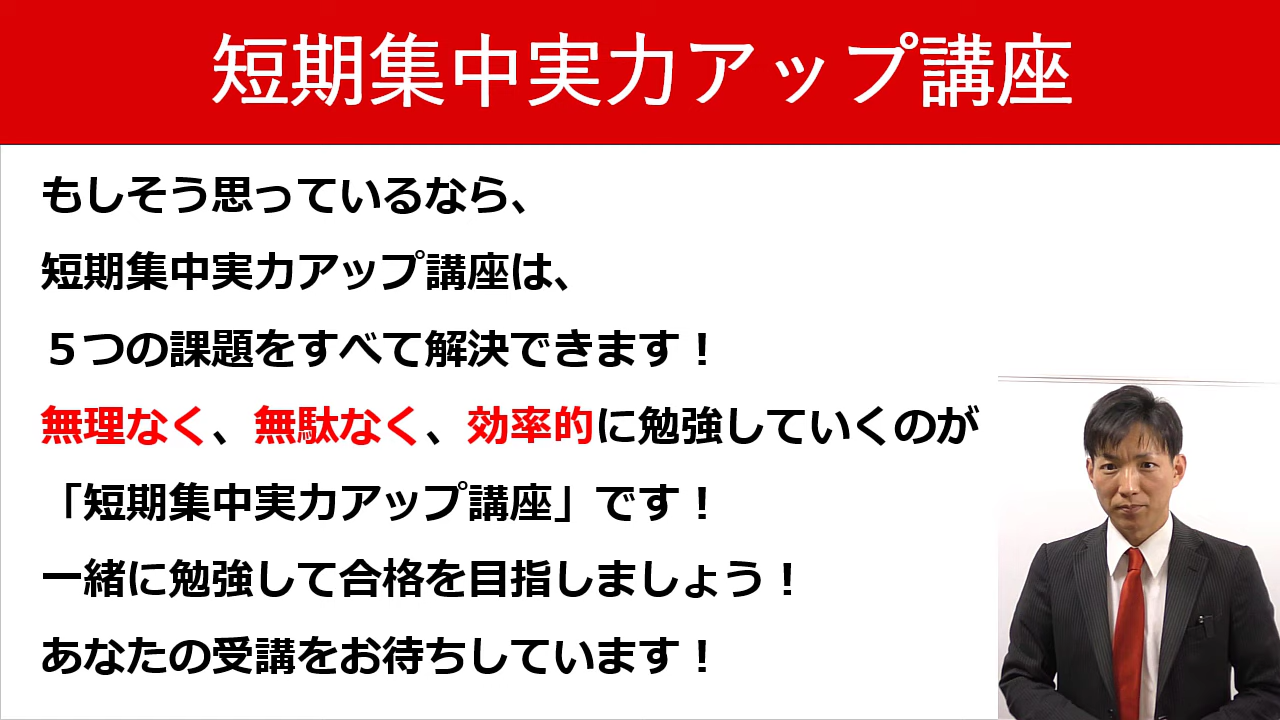 短期集中実力アップ講座
もしそう思っているなら、
短期集中実力アップ講座は、
５つの課題をすべて解決できます！
無理なく、無駄なく、効率的に勉強していくのが
「短期集中実力アップ講座」です！
一緒に勉強して合格を目指しましょう！
あなたの受講をお待ちしています！